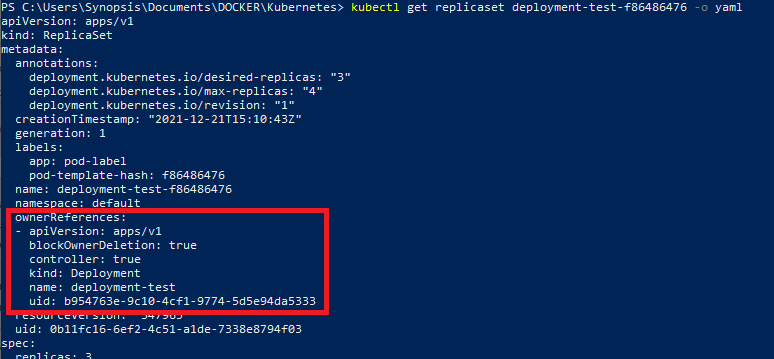 PS C:\Users\Synopsis\Documents\DOCKER\Kubernetes> kubectl get replicaset deployment-test-f86486476 -o yaml
apiVersion: apps/v1
kind: ReplicaSet
metadata:
  annotations:
    deployment.kubernetes.io/desired-replicas: "3"
    deployment.kubernetes.io/max-replicas: "4"
    deployment.kubernetes.io/revision: "1"
  creationTimestamp: "2021-12-21T15:10:43Z"
  generation: 1
  labels:
    app: pod-label
    pod-template-hash: f86486476
  name: deployment-test-f86486476
  namespace: default
  ownerReferences:
  - apiVersion: apps/v1
    blockOwnerDeletion: true
    controller: true
    kind: Deployment
    name: deployment-test
    uid: b954763e-9c10-4cf1-9774-5d5e94da5333
  resourceVersion: "547965"
  uid: 0b11fc16-6ef2-4c51-a1de-7338e8794f03
spec:
  replicas: 3